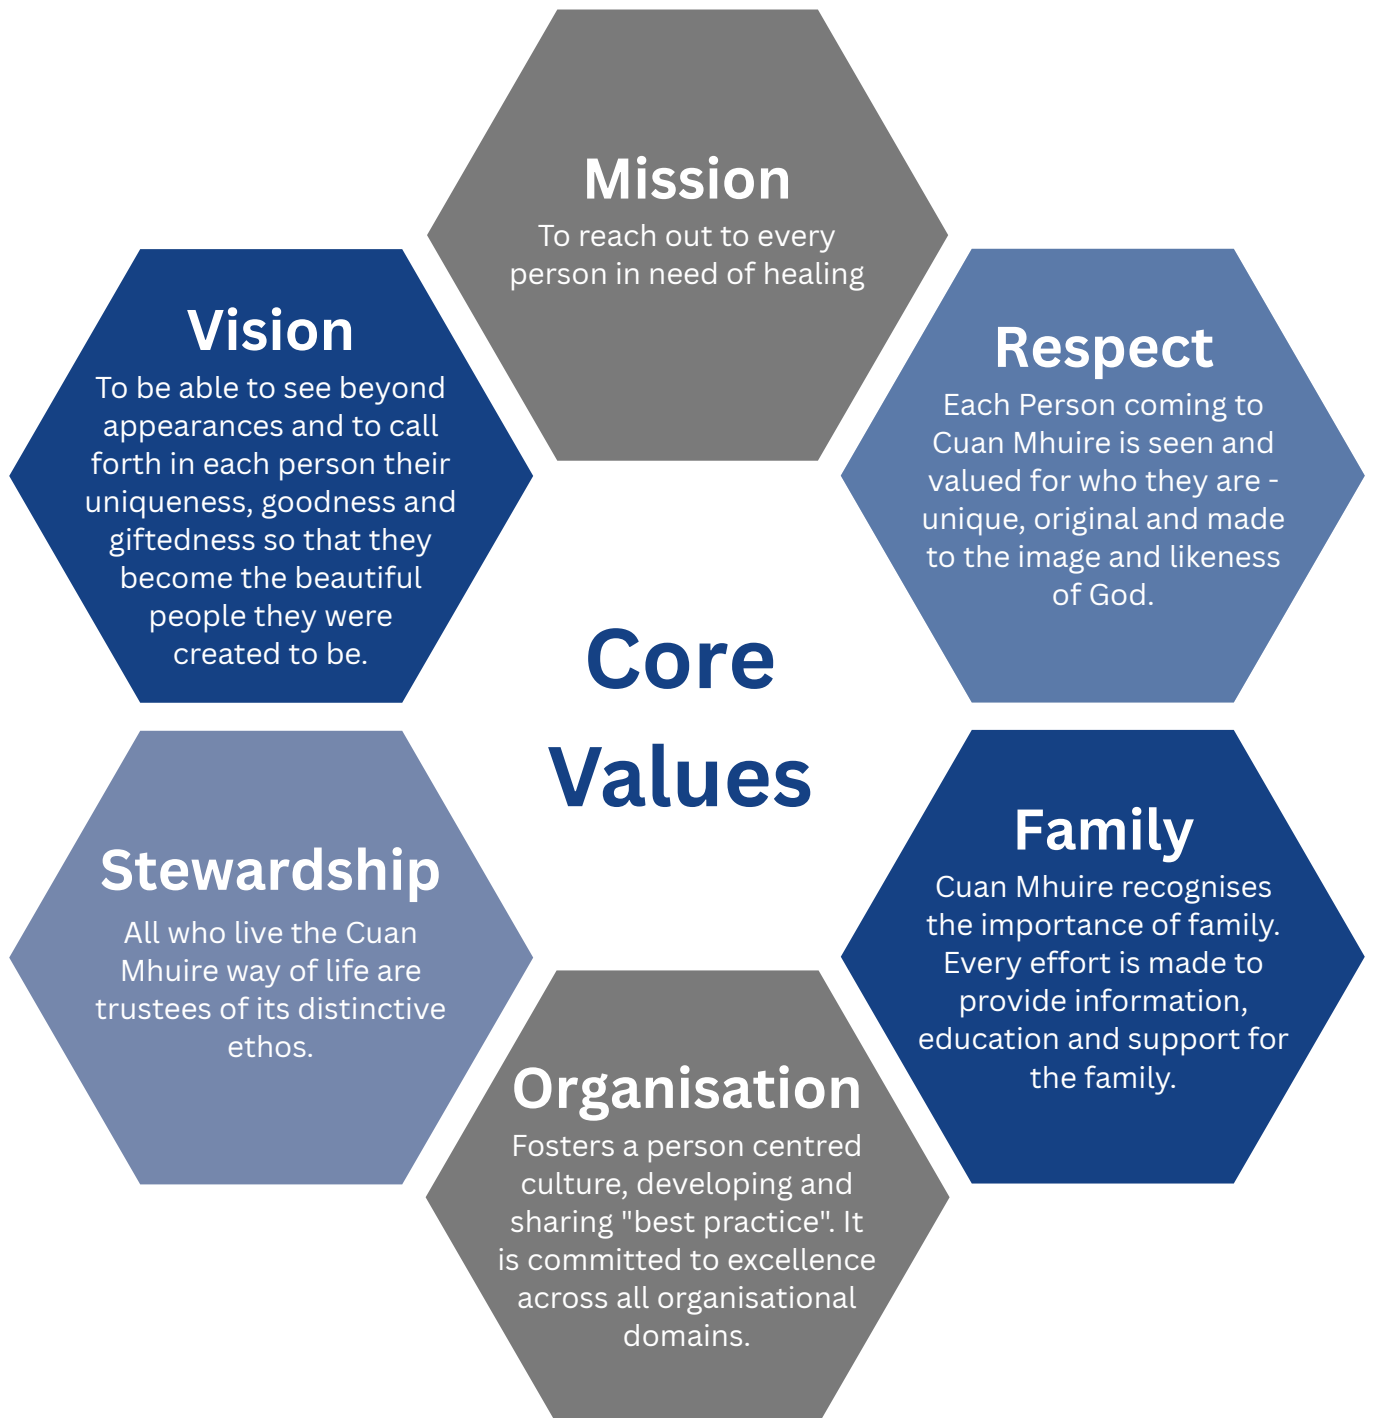 Mission
To reach out to every
person in need of healing
Vision
To be able to see beyond
appearances and to call
forth in each person their
uniqueness, goodness and
giftedness so that they
become the beautiful
people they were
created to be.
Respect
Each Person coming to
Cuan Mhuire is seen and
valued for who they are -
unique, original and made
to the image and likeness
of God.
Core
Values
Stewardship
All who live the Cuan
Mhuire way of life are
trustees of its distinctive
ethos.
Family
Cuan Mhuire recognises
the importance of family.
Every effort is made to
provide information,
education and support for
the family.
Organisation
Fosters a person centred
culture, developing and
sharing "best practice". It
is committed to excellence
across all organisational
domains.